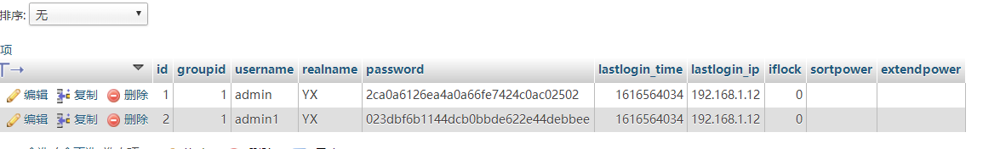 排序: 无
项
id groupid username realname password lastlogin_time lastlogin_ip iflock sortpower extendpower
编辑 复制 删除 1 1 admin YX 2ca0a6126ea4a0a66fe7424c0ac02502 1616564034 192.168.1.12 0
编辑 复制 删除 2 1 admin1 YX 023dbf6b1144dcb0bbde622e44debbee 1616564034 192.168.1.12 0